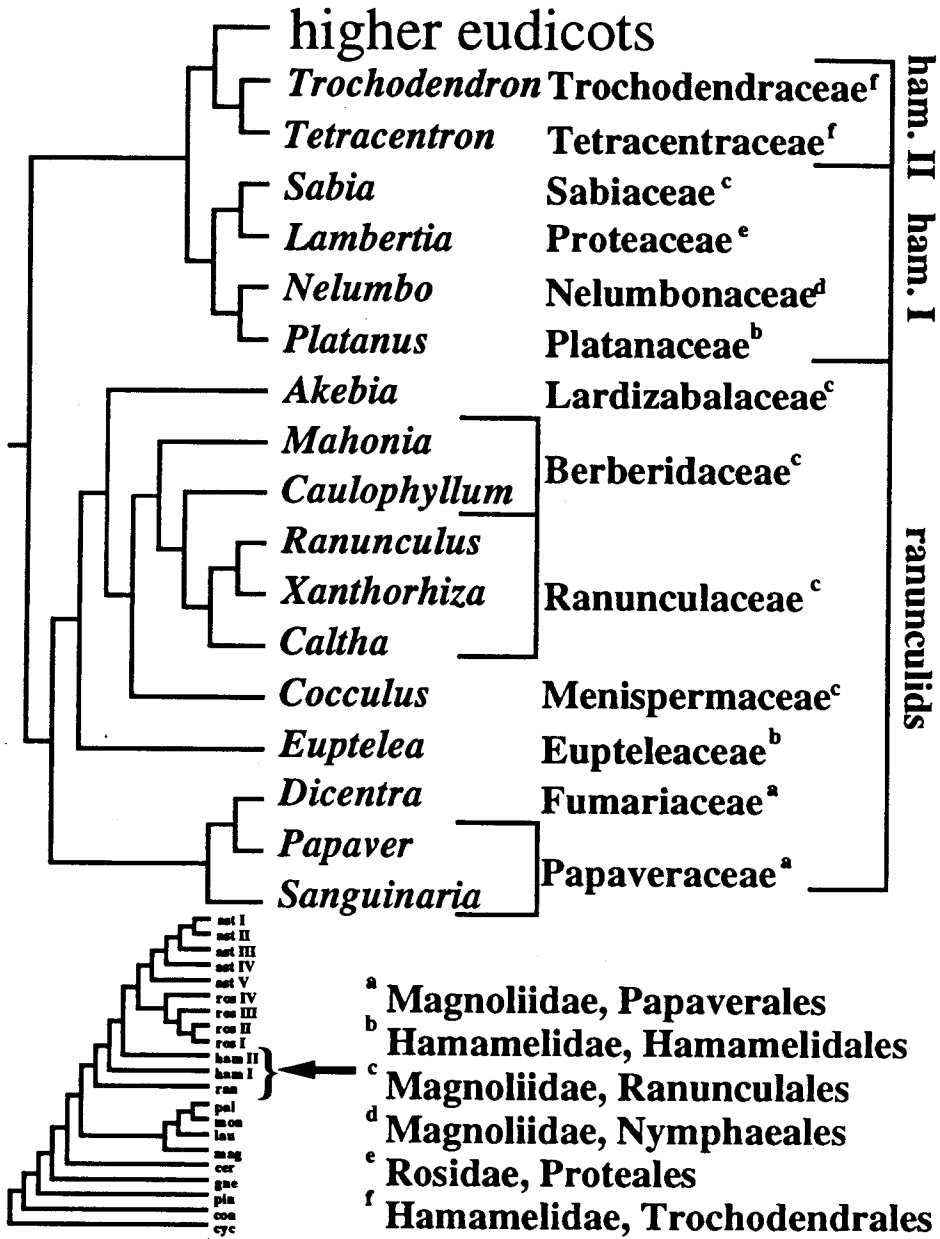 higher eudicots
Trochodendron Trochodendraceae f
Tetracentron Tetracentraceae f
ham. II
Sabia Sabiaceae c
Lambertia Proteaceae e
Nelumbo Nelumbonaceae d
Platanus Platanaceae b
ham. I
Akebia Lardizabalaceae c
Mahonia
Berberidaceae c
Caulophyllum
Ranunculus
Xanthorhiza
Ranunculaceae c
Caltha
Cocculus Menispermaceae c
Euptelea Eupteleaceae b
Dicentra Fumariaceae a
Papaver
Papaveraceae a
Sanguinaria
ranunculids
ast I
ast II
ast III
ast IV
ast V
ros IV
ros III
ros II
ros I
ham II
ham I
ran
pal
mon
lau
mag
cer
gne
pin
con
cyc
a Magnoliidae, Papaverales
b Hamamelidae, Hamamelidales
c Magnoliidae, Ranunculales
d Magnoliidae, Nymphaeales
e Rosidae, Proteales
f Hamamelidae, Trochodendrales